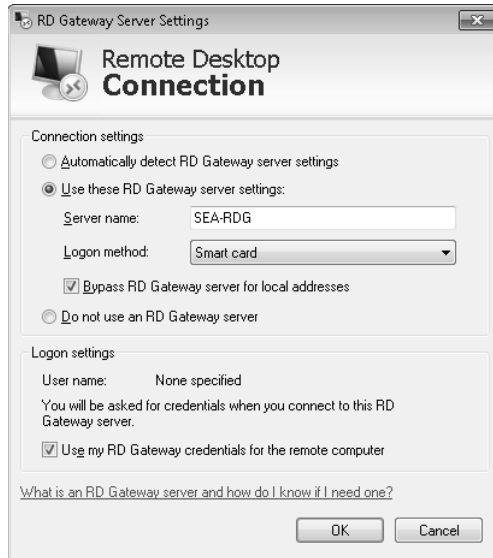 RD Gateway Server Settings
Remote Desktop
Connection
Connection settings
Automatically detect RD Gateway server settings
Use these RD Gateway server settings:
Server name: SEA-RDG
Logon method: Smart card
Bypass RD Gateway server for local addresses
Do not use an RD Gateway server
Logon settings
User name: None specified
You will be asked for credentials when you connect to this RD
Gateway server.
Use my RD Gateway credentials for the remote computer
What is an RD Gateway server and how do I know if I need one?
OK Cancel